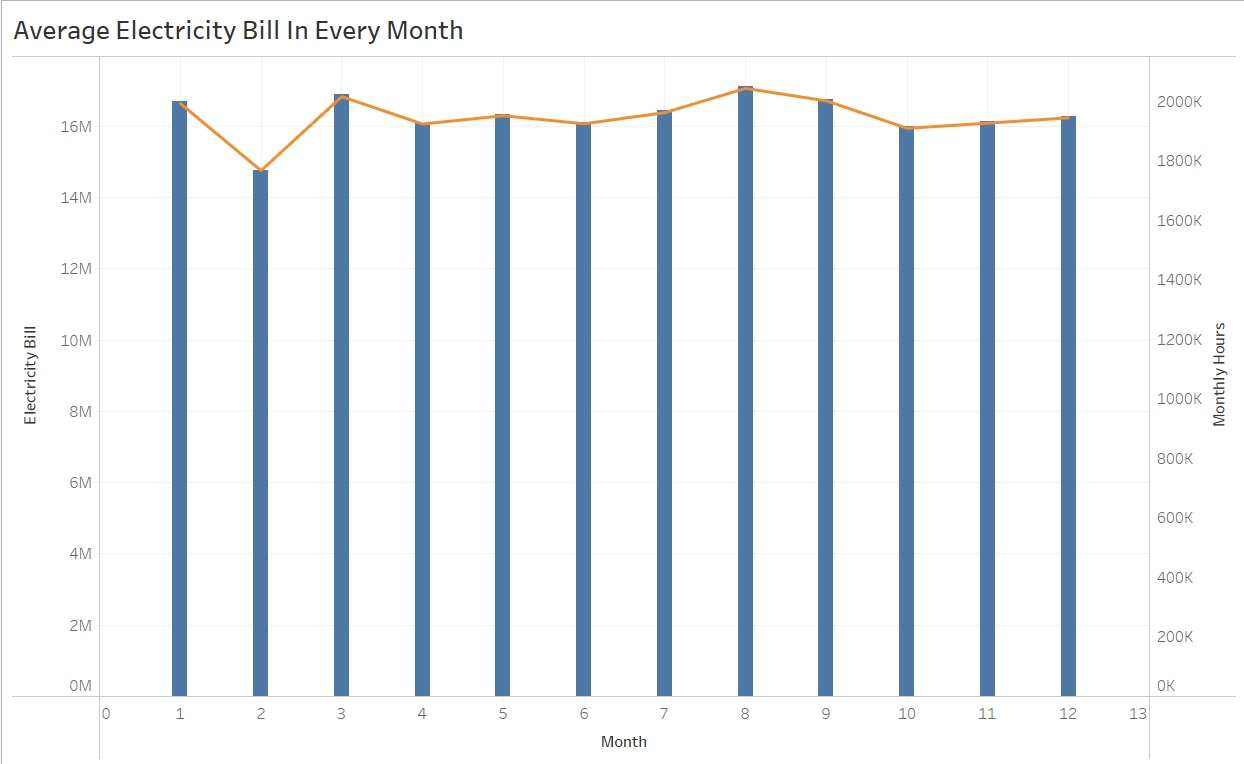 Average Electricity Bill In Every Month
Electricity Bill
16M
14M
12M
10M
8M
6M
4M
2M
0M
2000K
1800K
1600K
1400K
1200K
1000K
800K
600K
400K
200K
0K
Monthly Hours
0 1 2 3 4 5 6 7 8 9 10 11 12 13
Month